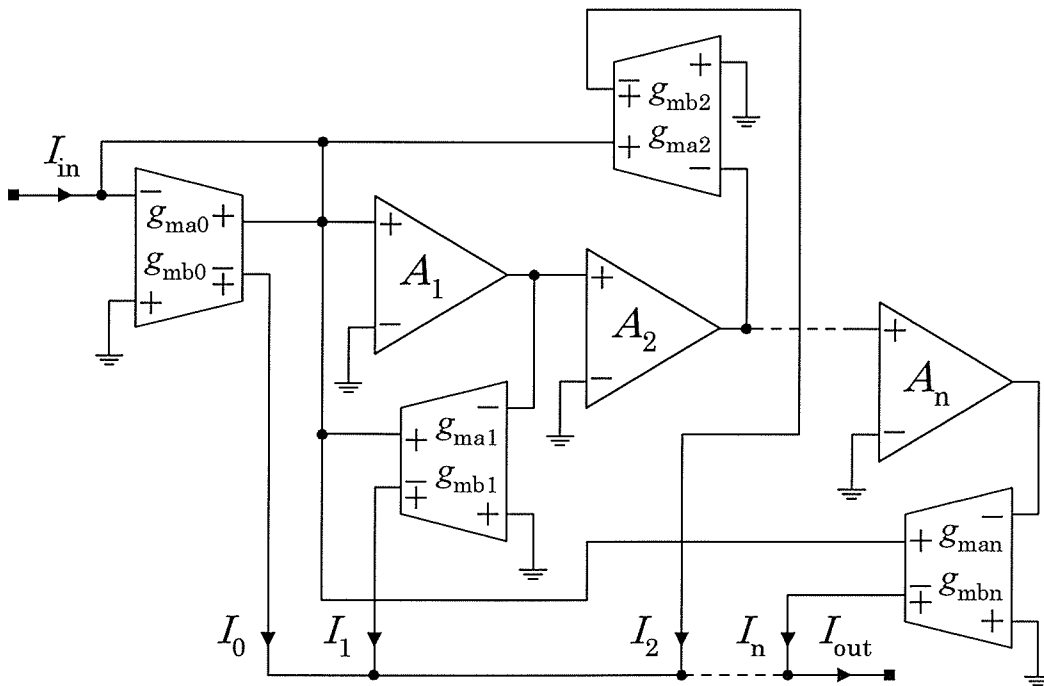 +
∓ g_mb2
+ g_ma2
−
I_in
−
g_ma0 +
g_mb0 ∓
+
+
A_1
−
+
A_2
−
+
A_n
−
−
+ g_ma1
∓ g_mb1
+
−
+ g_man
∓ g_mbn
+
I_0 I_1 I_2 I_n I_out